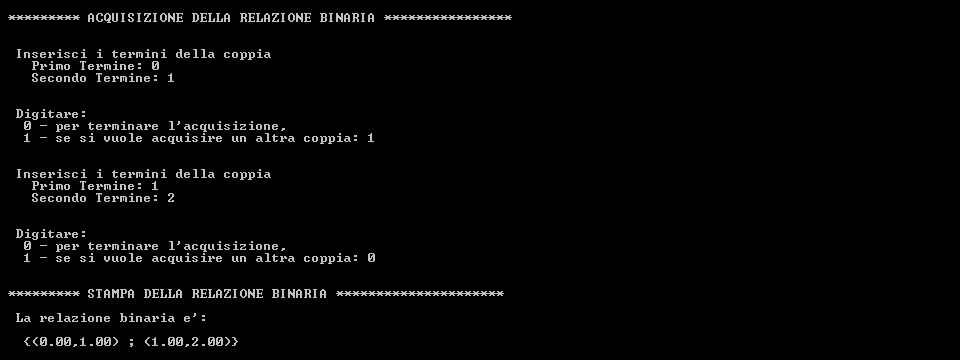 ********* ACQUISIZIONE DELLA RELAZIONE BINARIA ****************
Inserisci i termini della coppia
Primo Termine: 0
Secondo Termine: 1
Digitare:
0 - per terminare l'acquisizione,
1 - se si vuole acquisire un altra coppia: 1
Inserisci i termini della coppia
Primo Termine: 1
Secondo Termine: 2
Digitare:
0 - per terminare l'acquisizione,
1 - se si vuole acquisire un altra coppia: 0
********* STAMPA DELLA RELAZIONE BINARIA *********************
La relazione binaria e':
{(0.00,1.00) ; (1.00,2.00)}